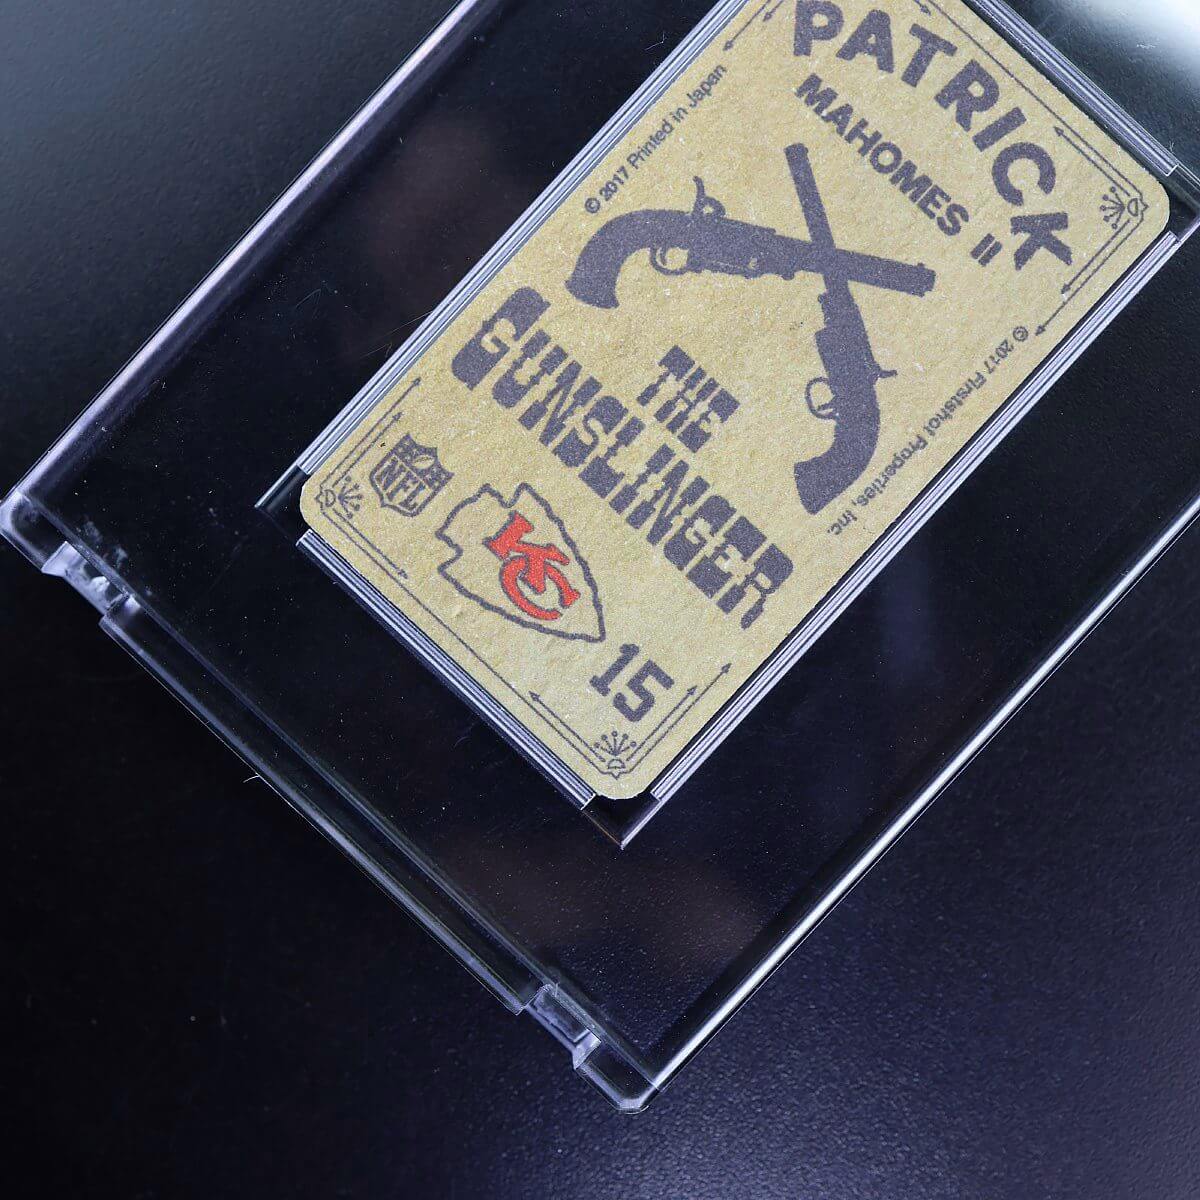 PATRICK
MAHOMES II
© 2017 Printed in Japan
© 2017 Firstshot Properties, Inc.
THE
GUNSLINGER
NFL
KC
15